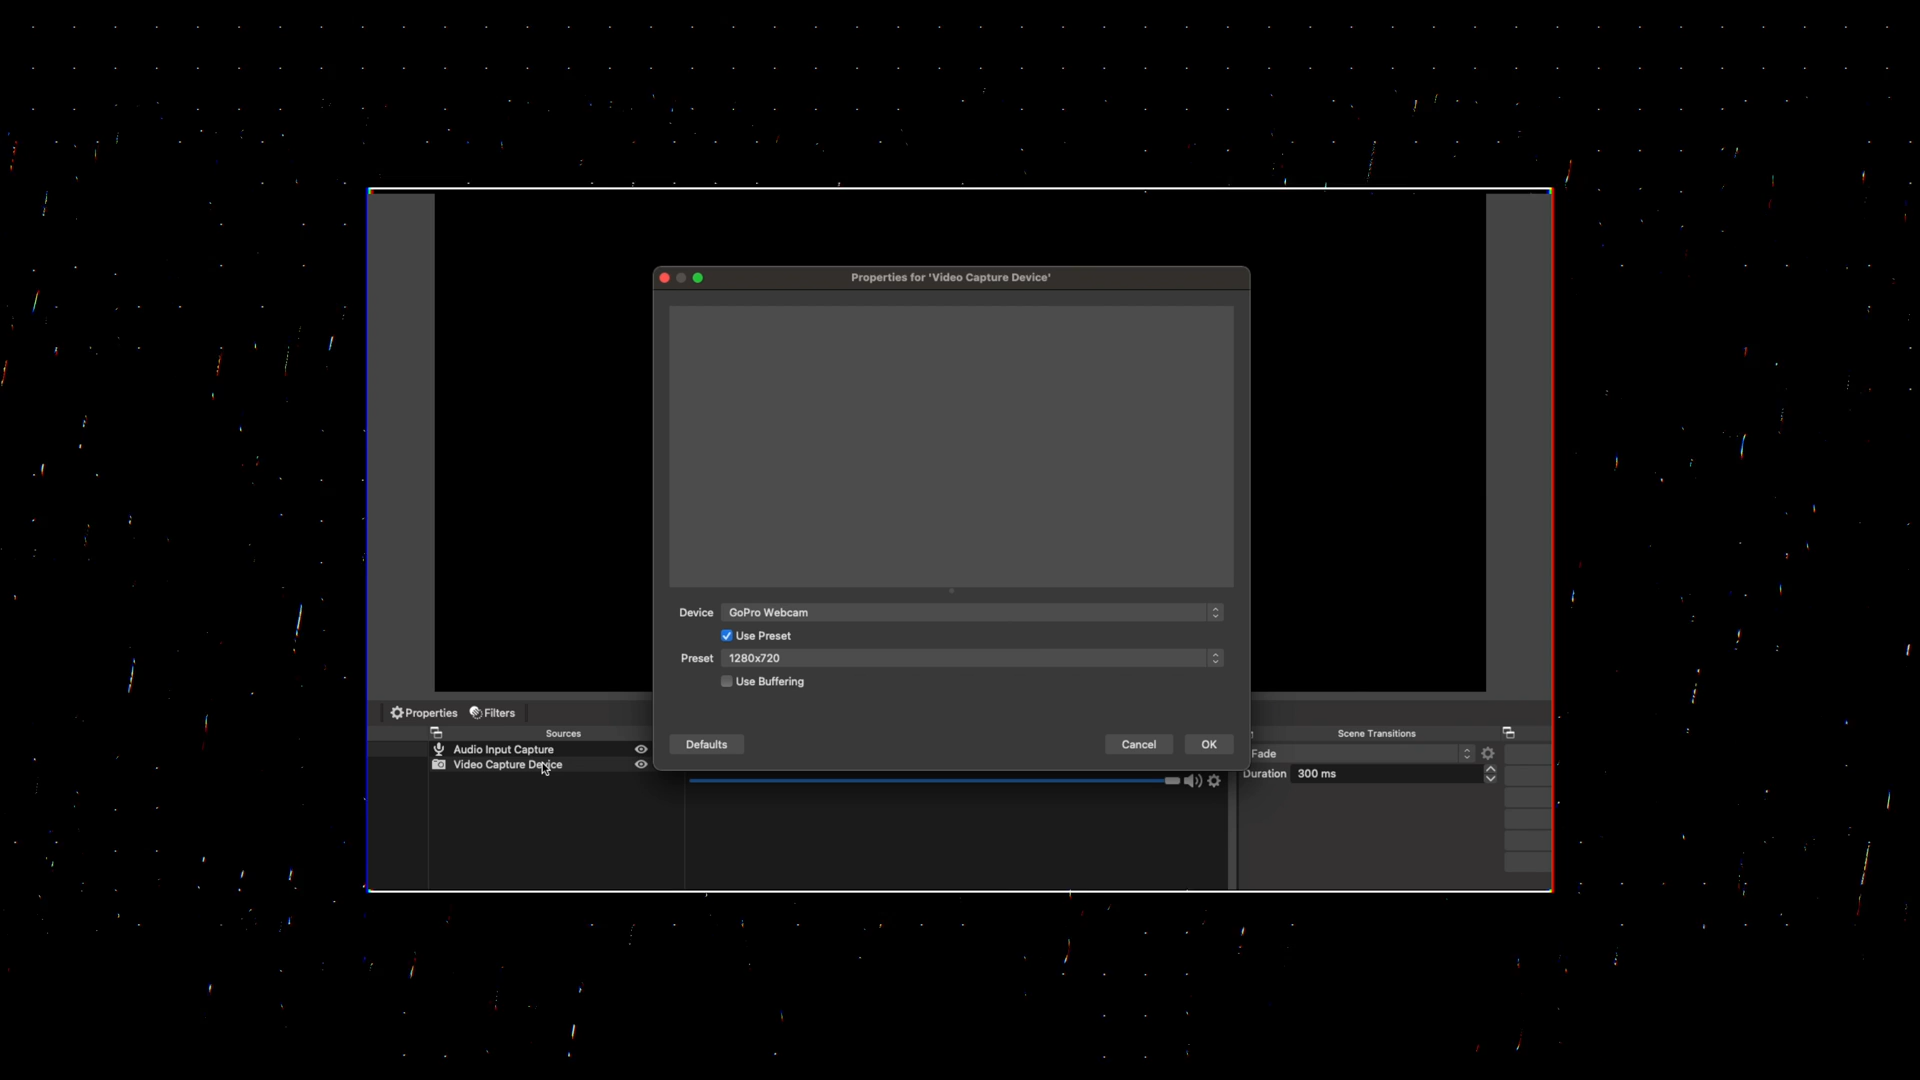 Properties for 'Video Capture Device'
Device GoPro Webcam
Use Preset
Preset 1280x720
Use Buffering
Defaults Cancel OK
Properties Filters
Sources
Audio Input Capture
Video Capture Device
Scene Transitions
Fade
Duration 300 ms